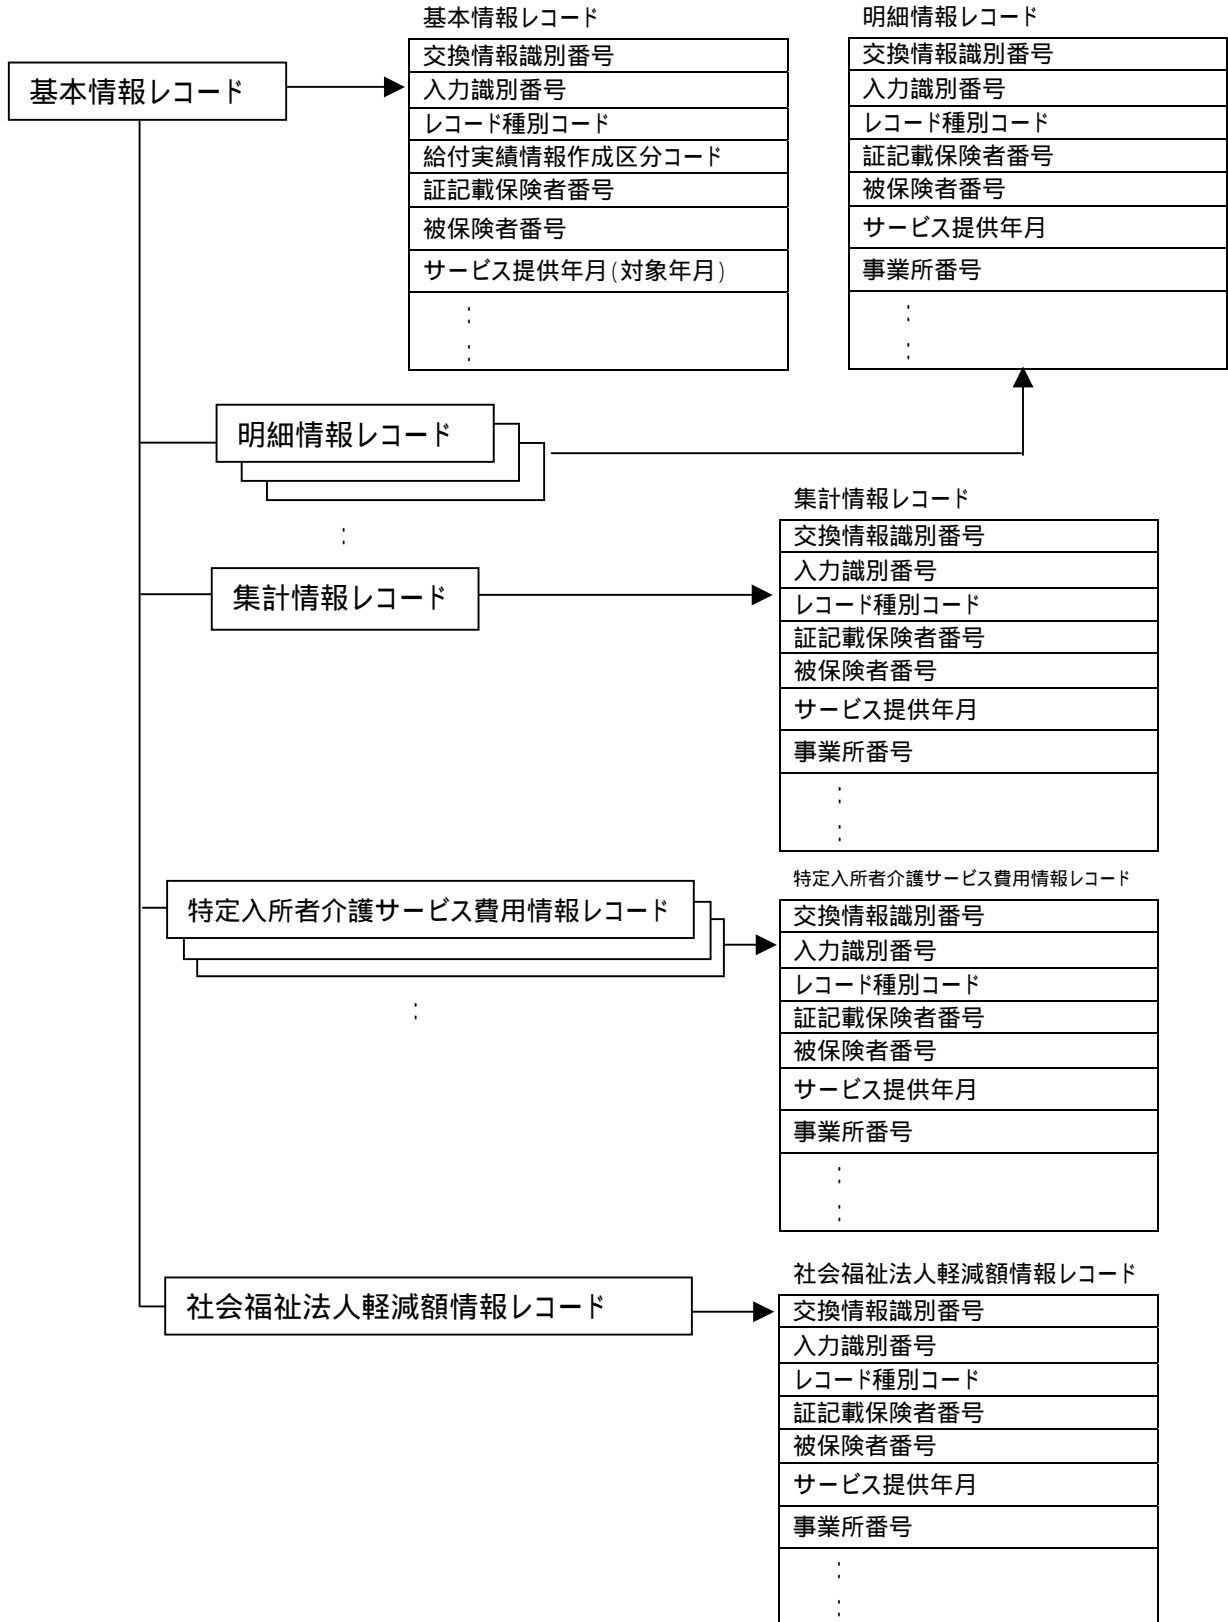 基本情報レコード
基本情報レコード
交換情報識別番号
入力識別番号
レコード種別コード
給付実績情報作成区分コード
証記載保険者番号
被保険者番号
サービス提供年月(対象年月)
:
:
明細情報レコード
交換情報識別番号
入力識別番号
レコード種別コード
証記載保険者番号
被保険者番号
サービス提供年月
事業所番号
:
:
明細情報レコード
:
集計情報レコード
集計情報レコード
交換情報識別番号
入力識別番号
レコード種別コード
証記載保険者番号
被保険者番号
サービス提供年月
事業所番号
:
:
特定入所者介護サービス費用情報レコード
:
特定入所者介護サービス費用情報レコード
交換情報識別番号
入力識別番号
レコード種別コード
証記載保険者番号
被保険者番号
サービス提供年月
事業所番号
:
:
社会福祉法人軽減額情報レコード
社会福祉法人軽減額情報レコード
交換情報識別番号
入力識別番号
レコード種別コード
証記載保険者番号
被保険者番号
サービス提供年月
事業所番号
:
: